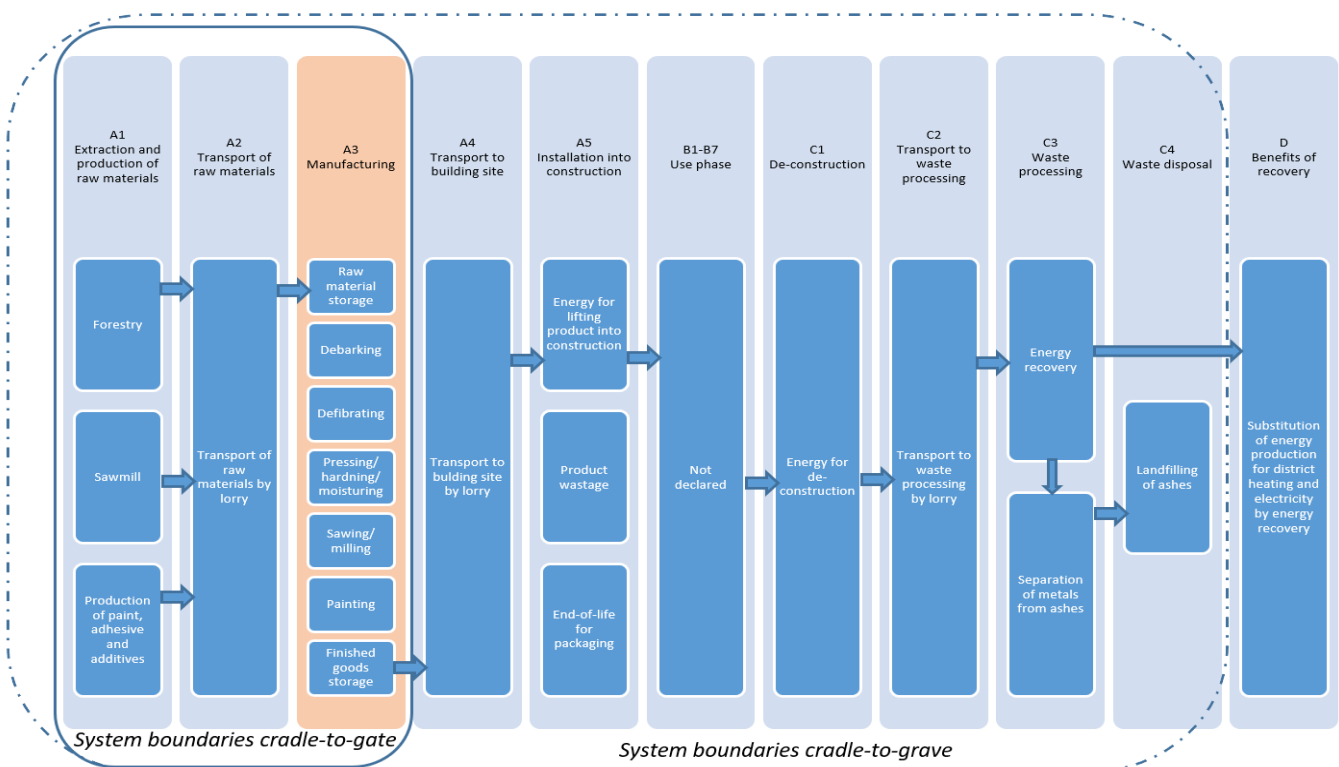 A1
Extraction and
production of
raw materials
A2
Transport of
raw materials
A3
Manufacturing
A4
Transport to
building site
A5
Installation into
construction
B1-B7
Use phase
C1
De-construction
C2
Transport to
waste
processing
C3
Waste
processing
C4
Waste disposal
D
Benefits of
recovery
Forestry
Sawmill
Production
of paint,
adhesive
and
additives
Transport of
raw
materials by
lorry
Raw
material
storage
Debarking
Defibrating
Pressing/
hardning/
moisturing
Sawing/
milling
Painting
Finished
goods
storage
Transport to
bulding site
by lorry
Energy for
lifting
product into
construction
Product
wastage
End-of-life
for
packaging
Not
declared
Energy for
de-
construction
Transport to
waste
processing
by lorry
Energy
recovery
Separation
of metals
from ashes
Landfilling
of ashes
Substitution
of energy
production
for district
heating and
electricity
by energy
recovery
System boundaries cradle-to-gate
System boundaries cradle-to-grave